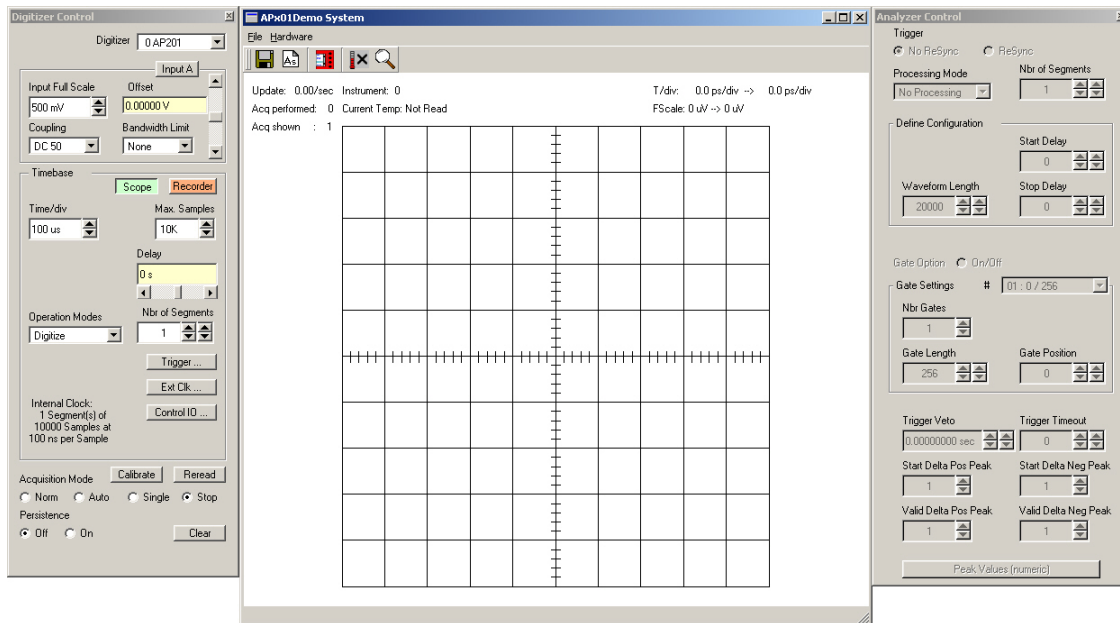 Digitizer Control
Digitizer 0 AP201
Input A
Input Full Scale Offset
500 mV 0.00000 V
Coupling Bandwidth Limit
DC 50 None
Timebase
Scope Recorder
Time/div Max. Samples
100 us 10K
Delay
0 s
Operation Modes Nbr of Segments
Digitize 1
Trigger ...
Ext Clk ...
Internal Clock:
Control IO ...
1 Segment(s) of
10000 Samples at
100 ns per Sample
Acquisition Mode Calibrate Reread
Norm Auto Single Stop
Persistence
Off On Clear
APx01Demo System
File Hardware
As
Update: 0.00/sec Instrument: 0 T/div: 0.0 ps/div --> 0.0 ps/div
Acq performed: 0 Current Temp: Not Read FScale: 0 uV --> 0 uV
Acq shown : 1
Analyzer Control
Trigger
No ReSync ReSync
Processing Mode Nbr of Segments
No Processing 1
Define Configuration
Start Delay
0
Waveform Length Stop Delay
20000 0
Gate Option On/Off
Gate Settings # 01 : 0 / 256
Nbr Gates
1
Gate Length Gate Position
256 0
Trigger Veto Trigger Timeout
0.00000000 sec 0
Start Delta Pos Peak Start Delta Neg Peak
1 1
Valid Delta Pos Peak Valid Delta Neg Peak
1 1
Peak Values (numeric)